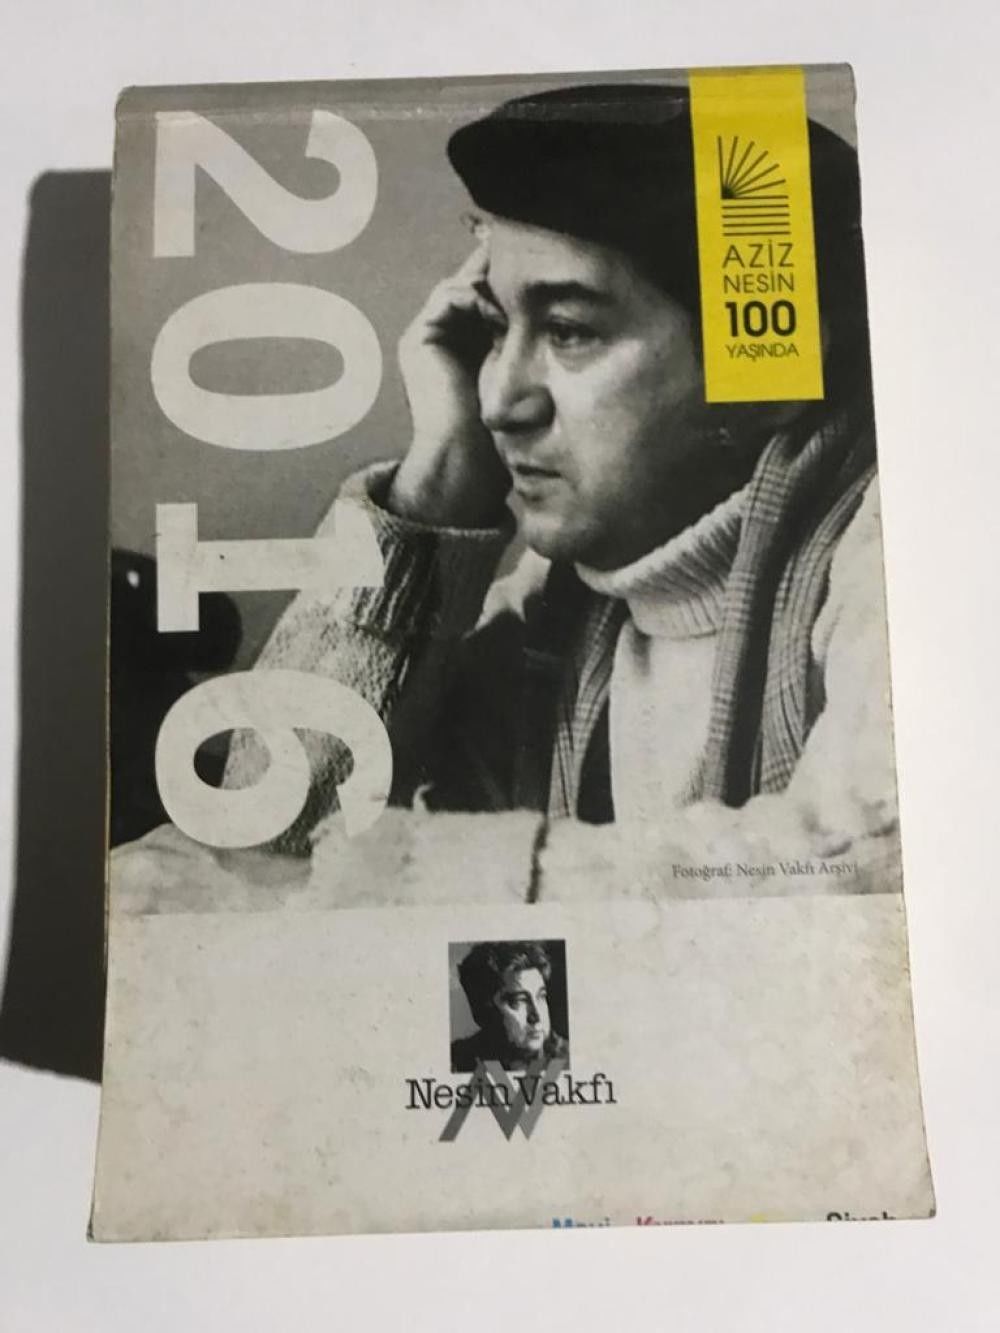 2016
AZİZ
NESİN
100
YAŞINDA
Fotoğraf: Nesin Vakfı Arşivi
Nesin Vakfı